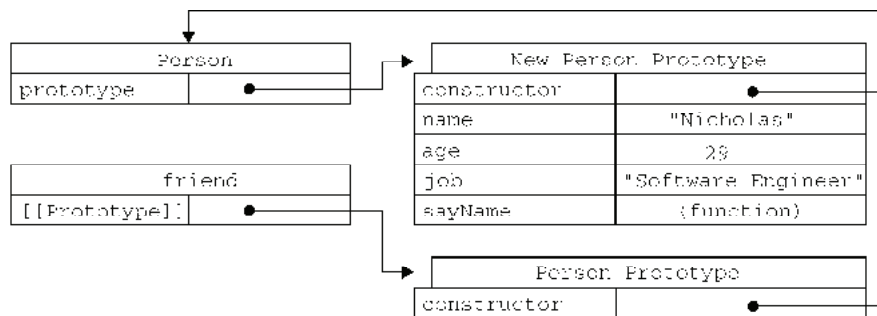 Person
prototype
New Person Prototype
constructor
name "Nicholas"
age 29
job "Software Engineer"
sayName (function)
friend
[[Prototype]]
Person Prototype
constructor